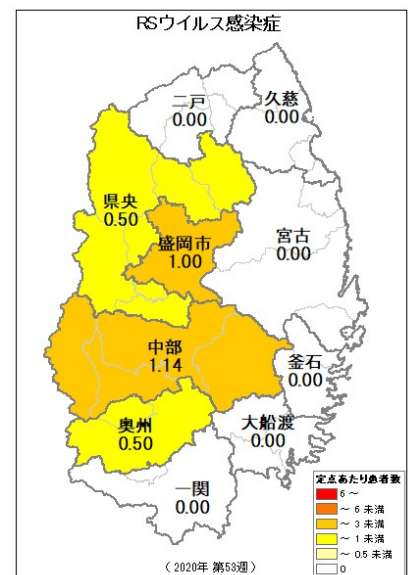 RSウイルス感染症
二戸
0.00
久慈
0.00
県央
0.50
盛岡市
1.00
宮古
0.00
中部
1.14
釜石
0.00
奥州
0.50
大船渡
0.00
一関
0.00
定点あたり患者数
6 ~
~ 6 未満
~ 3 未満
~ 1 未満
~ 0.5 未満
0
( 2020年 第53週 )